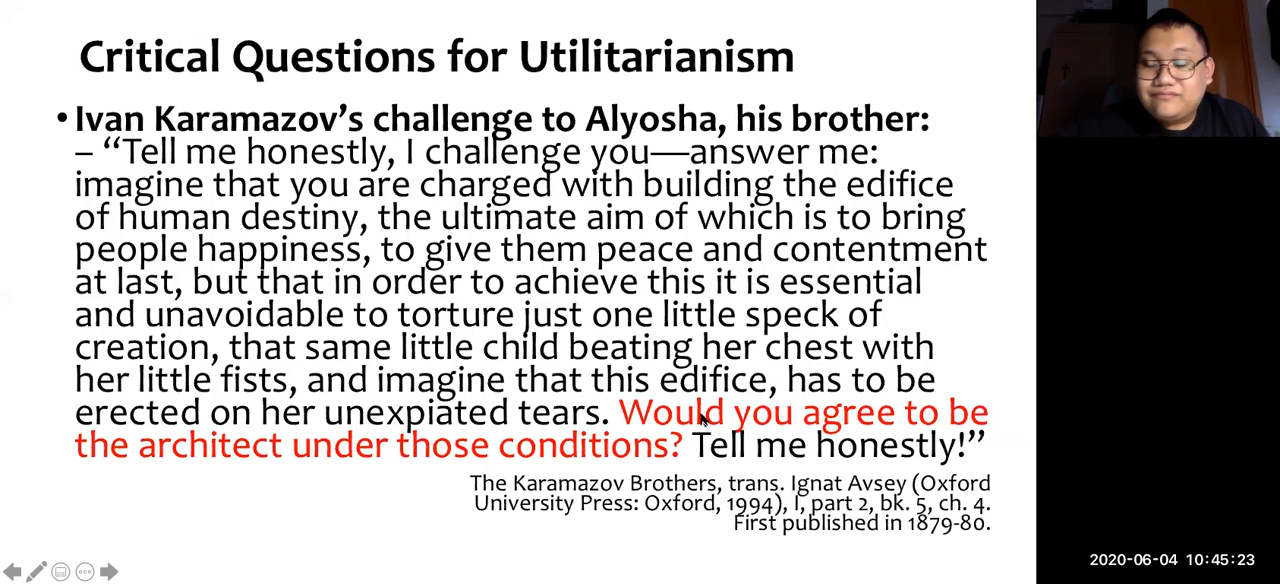 Critical Questions for Utilitarianism
• Ivan Karamazov’s challenge to Alyosha, his brother:
– “Tell me honestly, I challenge you—answer me:
imagine that you are charged with building the edifice
of human destiny, the ultimate aim of which is to bring
people happiness, to give them peace and contentment
at last, but that in order to achieve this it is essential
and unavoidable to torture just one little speck of
creation, that same little child beating her chest with
her little fists, and imagine that this edifice, has to be
erected on her unexpiated tears. Would you agree to be
the architect under those conditions? Tell me honestly!”
The Karamazov Brothers, trans. Ignat Avsey (Oxford
University Press: Oxford, 1994), I, part 2, bk. 5, ch. 4.
First published in 1879-80.
2020-06-04 10:45:23